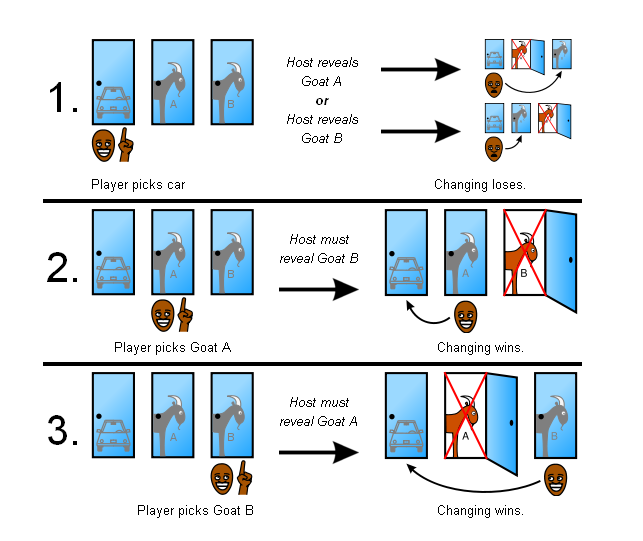 1.
A
B
Host reveals
Goat A
or
Host reveals
Goat B
Player picks car
Changing loses.
2.
A
B
Host must
reveal Goat B
A
B
Player picks Goat A
Changing wins.
3.
A
B
Host must
reveal Goat A
A
B
Player picks Goat B
Changing wins.